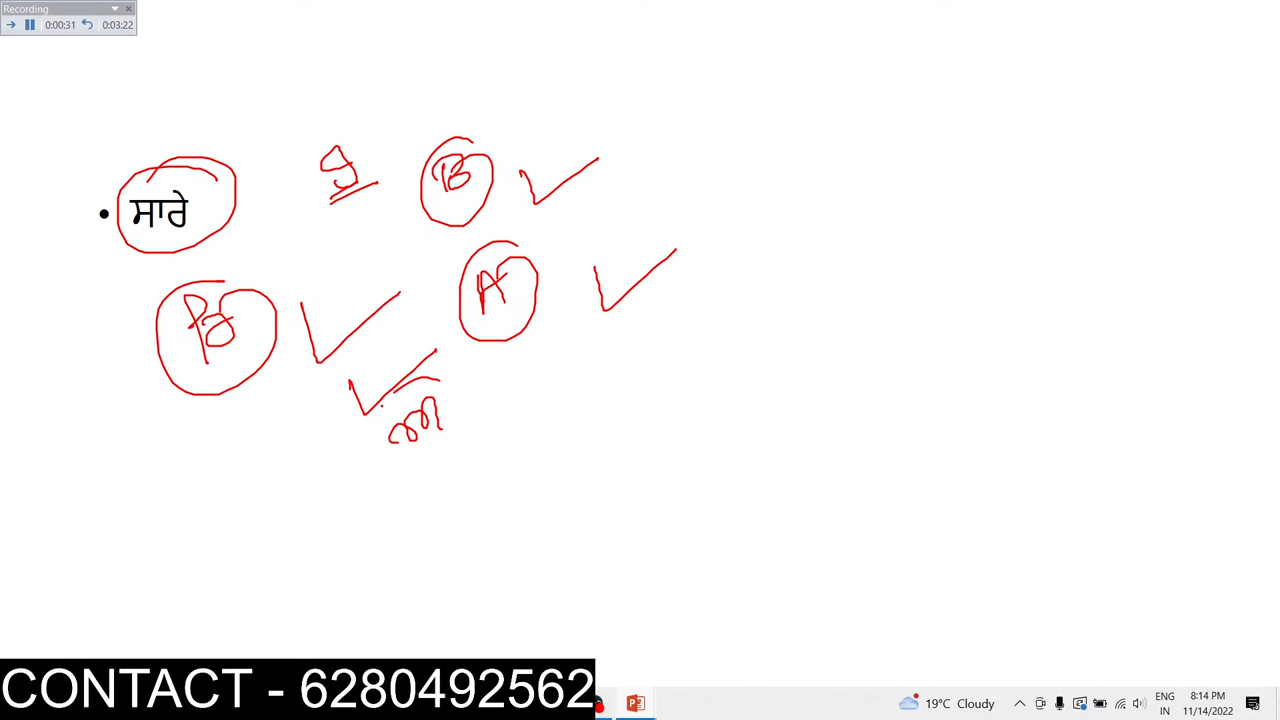 Recording
0:00:31 0:03:22
B
• ਸਾਰੇ
A
CONTACT - 6280492562
19°C Cloudy
ENG
IN
8:14 PM
11/14/2022